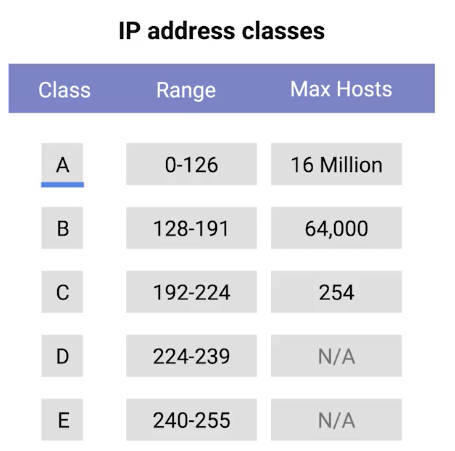 IP address classes
Class Range Max Hosts
A 0-126 16 Million
B 128-191 64,000
C 192-224 254
D 224-239 N/A
E 240-255 N/A